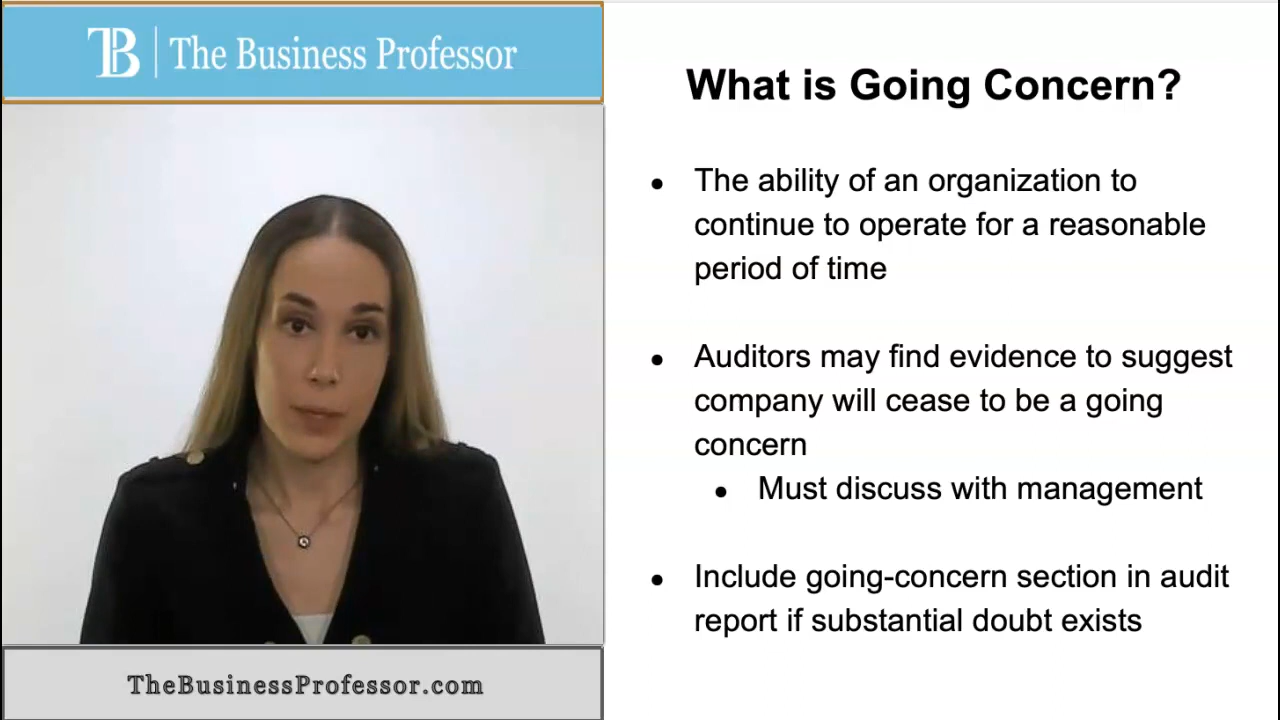 TB | The Business Professor
What is Going Concern?
• The ability of an organization to
continue to operate for a reasonable
period of time
• Auditors may find evidence to suggest
company will cease to be a going
concern
• Must discuss with management
• Include going-concern section in audit
report if substantial doubt exists
TheBusinessProfessor.com